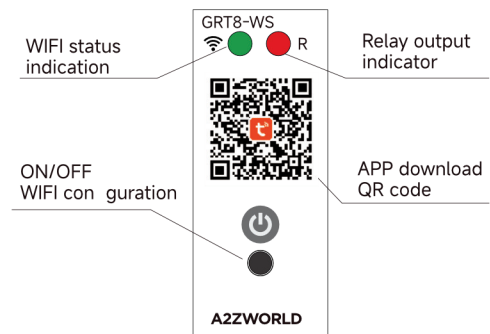 GRT8-WS
R
WIFI status
indication
Relay output
indicator
ON/OFF
WIFI con guration
APP download
QR code
A2ZWORLD